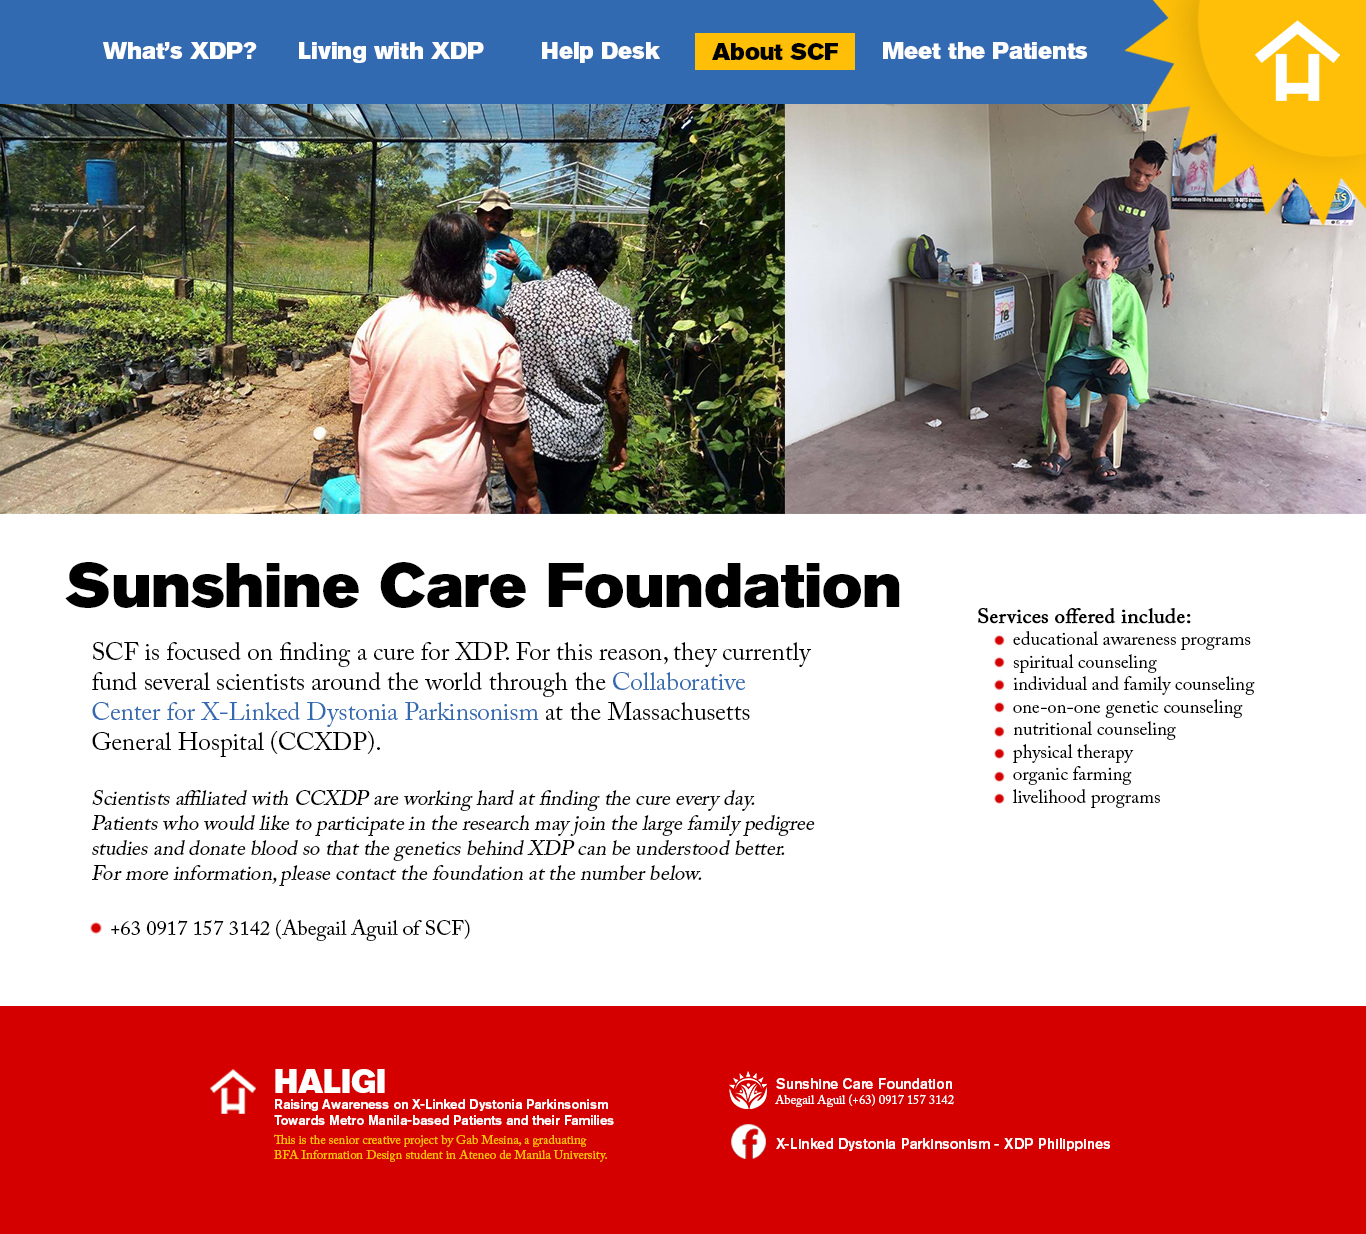 What's XDP?
Living with XDP
Help Desk
About SCF
Meet the Patients
TODAY!
Sunshine Care Foundation
SCF is focused on finding a cure for XDP. For this reason, they currently
fund several scientists around the world through the Collaborative
Center for X-Linked Dystonia Parkinsonism at the Massachusetts
General Hospital (CCXDP).
Scientists affiliated with CCXDP are working hard at finding the cure every day.
Patients who would like to participate in the research may join the large family pedigree
studies and donate blood so that the genetics behind XDP can be understood better.
For more information, please contact the foundation at the number below.
+63 0917 157 3142 (Abegail Aguil of SCF)
Services offered include:
educational awareness programs
spiritual counseling
individual and family counseling
one-on-one genetic counseling
nutritional counseling
physical therapy
organic farming
livelihood programs
HALIGI
Raising Awareness on X-Linked Dystonia Parkinsonism
Towards Metro Manila-based Patients and their Families
This is the senior creative project by Gab Mesina, a graduating
BFA Information Design student in Ateneo de Manila University.
Sunshine Care Foundation
Abegail Aguil (+63) 0917 157 3142
X-Linked Dystonia Parkinsonism - XDP Philippines